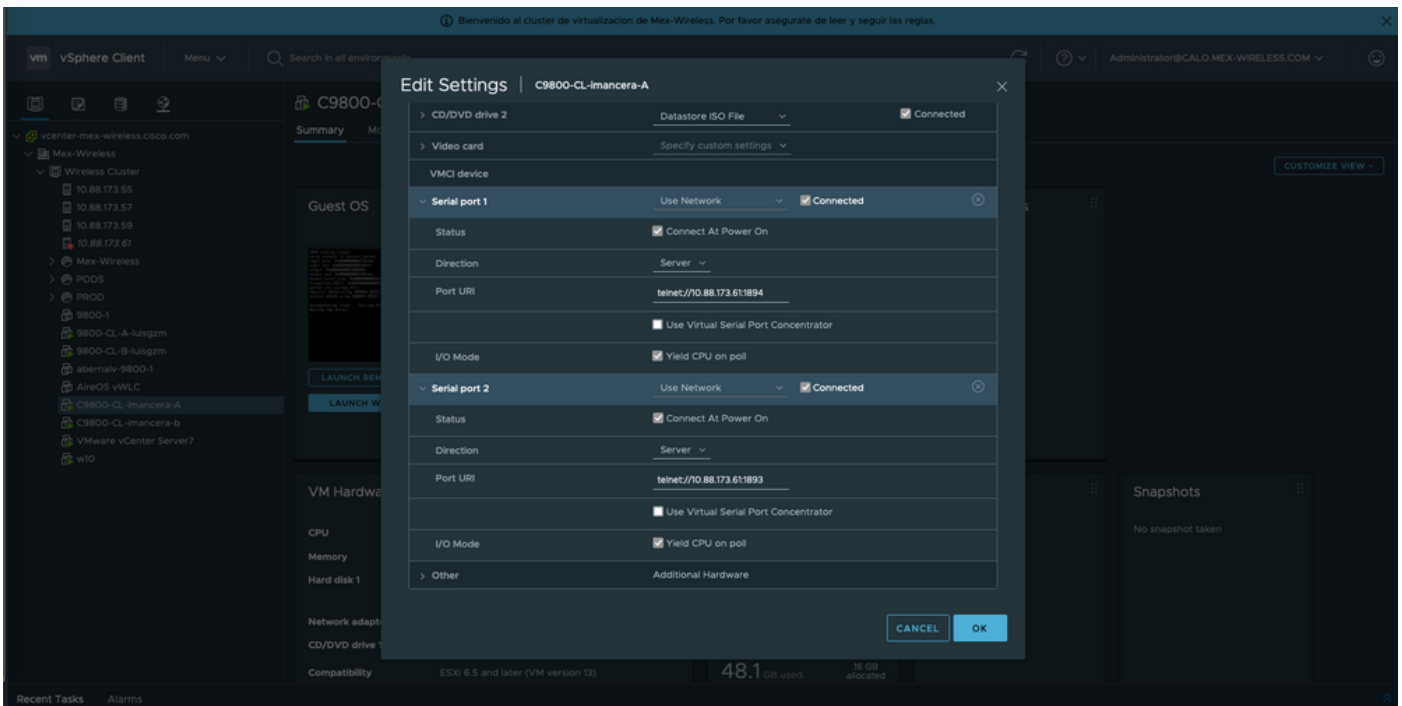 Bienvenido al cluster de virtualizacion de Mex-Wireless. Por favor asegurate de leer y seguir las reglas.
vm vSphere Client Menu Search in all Administrator@CALO.MEX-WIRELESS.COM
Edit Settings | C9800-CL-imancera-A
C9800-
Summary
CUSTOMIZE VIEW
vcenter-mex-wireless.cisco.com
Mex-Wireless
Wireless Cluster
10.88.173.55
10.88.173.57
10.88.173.59
10.88.173.61
Mex-Wireless
PODS
PROD
9800-1
9800-CL-A-luisgzm
9800-CL-B-luisgzm
abernalv-9800-1
AireOS vWLC
C9800-CL-imancera-A
C9800-CL-imancera-b
VMware vCenter Server7
w10
Guest OS
LAUNCH REM
LAUNCH W
VM Hardwa
CPU
Memory
Hard disk 1
Network adapt
CD/DVD drive 1
Compatibility ESXi 6.5 and later (VM version 13)
CD/DVD drive 2 Datastore ISO File Connected
Video card Specify custom settings
VMCI device
Serial port 1 Use Network Connected
Status Connect At Power On
Direction Server
Port URI telnet://10.88.173.61:1894
Use Virtual Serial Port Concentrator
I/O Mode Yield CPU on poll
Serial port 2 Use Network Connected
Status Connect At Power On
Direction Server
Port URI telnet://10.88.173.61:1893
Use Virtual Serial Port Concentrator
I/O Mode Yield CPU on poll
Other Additional Hardware
CANCEL OK
48.1 GB used 16 GB allocated
Snapshots
No snapshot taken
Recent Tasks Alarms